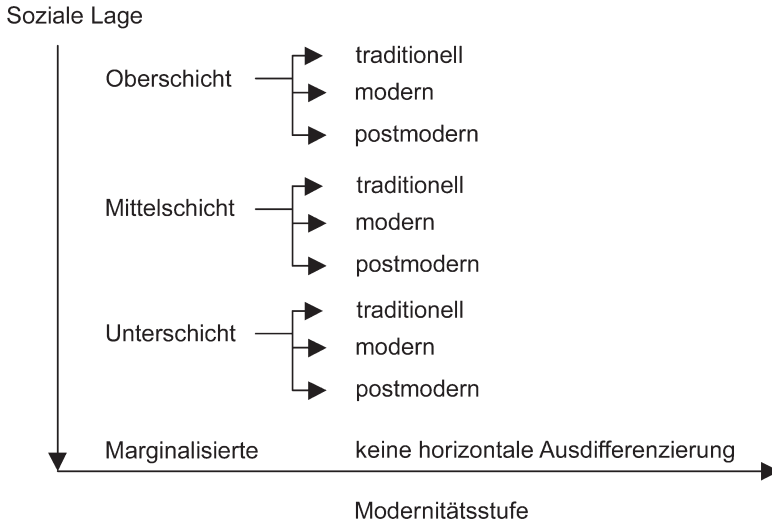 Soziale Lage
traditionell
Oberschicht
modern
postmodern
traditionell
Mittelschicht
modern
postmodern
traditionell
Unterschicht
modern
postmodern
Marginalisierte keine horizontale Ausdifferenzierung
Modernitätsstufe